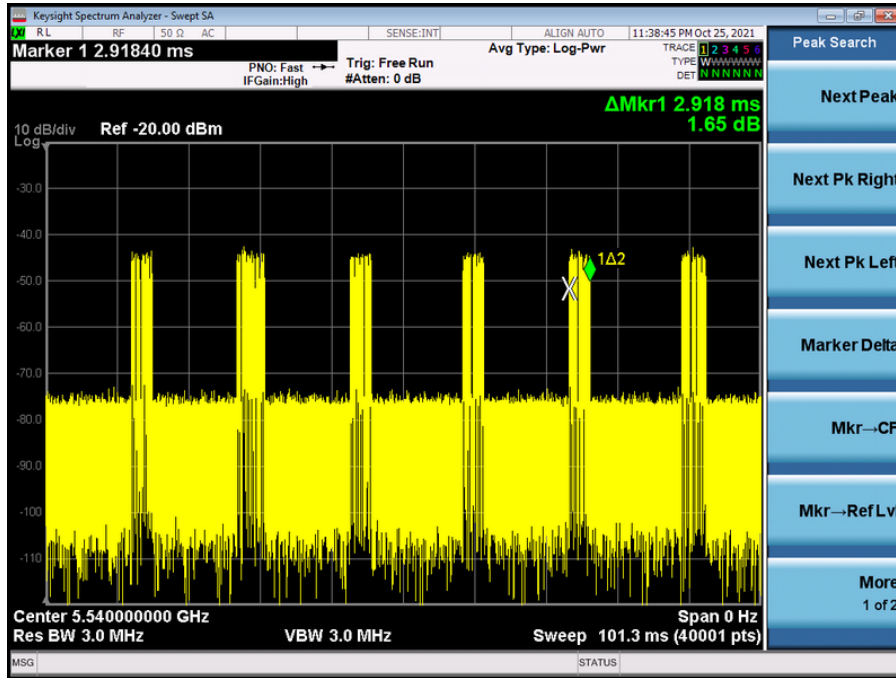 Keysight Spectrum Analyzer - Swept SA
LXI RL RF 50 Ω AC SENSE:INT ALIGN AUTO 11:38:45 PM Oct 25, 2021
Marker 1 2.91840 ms
PNO: Fast
IFGain:High
Trig: Free Run
#Atten: 0 dB
Avg Type: Log-Pwr
TRACE 1 2 3 4 5 6
TYPE W
DET N N N N N N
Peak Search
Next Peak
Next Pk Right
Next Pk Left
Marker Delta
Mkr→CF
Mkr→Ref Lvl
More
1 of 2
ΔMkr1 2.918 ms
1.65 dB
10 dB/div Ref -20.00 dBm
Log
-30.0
-40.0
-50.0
-60.0
-70.0
-80.0
-90.0
-100
-110
1Δ2
Center 5.540000000 GHz Span 0 Hz
Res BW 3.0 MHz VBW 3.0 MHz Sweep 101.3 ms (40001 pts)
MSG STATUS